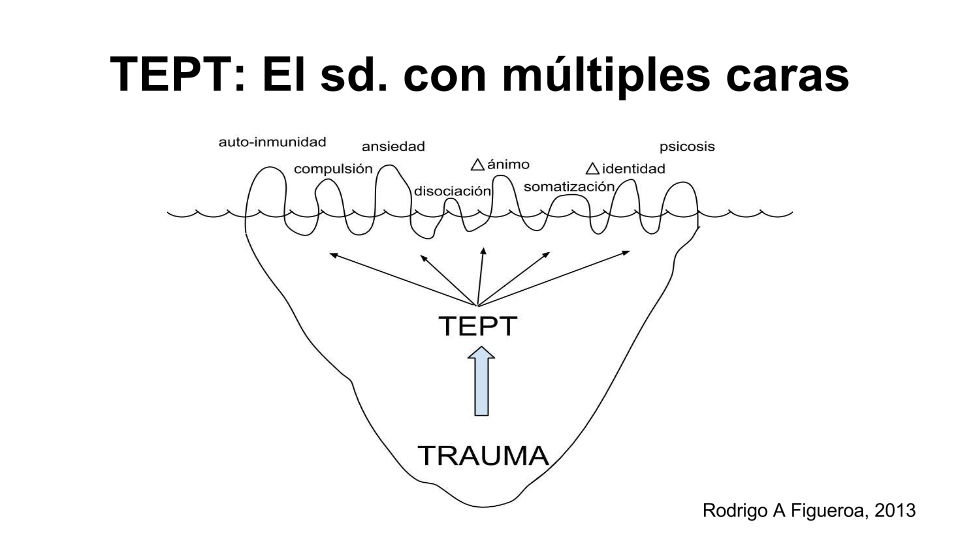 TEPT: El sd. con múltiples caras
auto-inmunidad
compulsión
ansiedad
disociación
△ ánimo
somatización
△ identidad
psicosis
TEPT
TRAUMA
Rodrigo A Figueroa, 2013